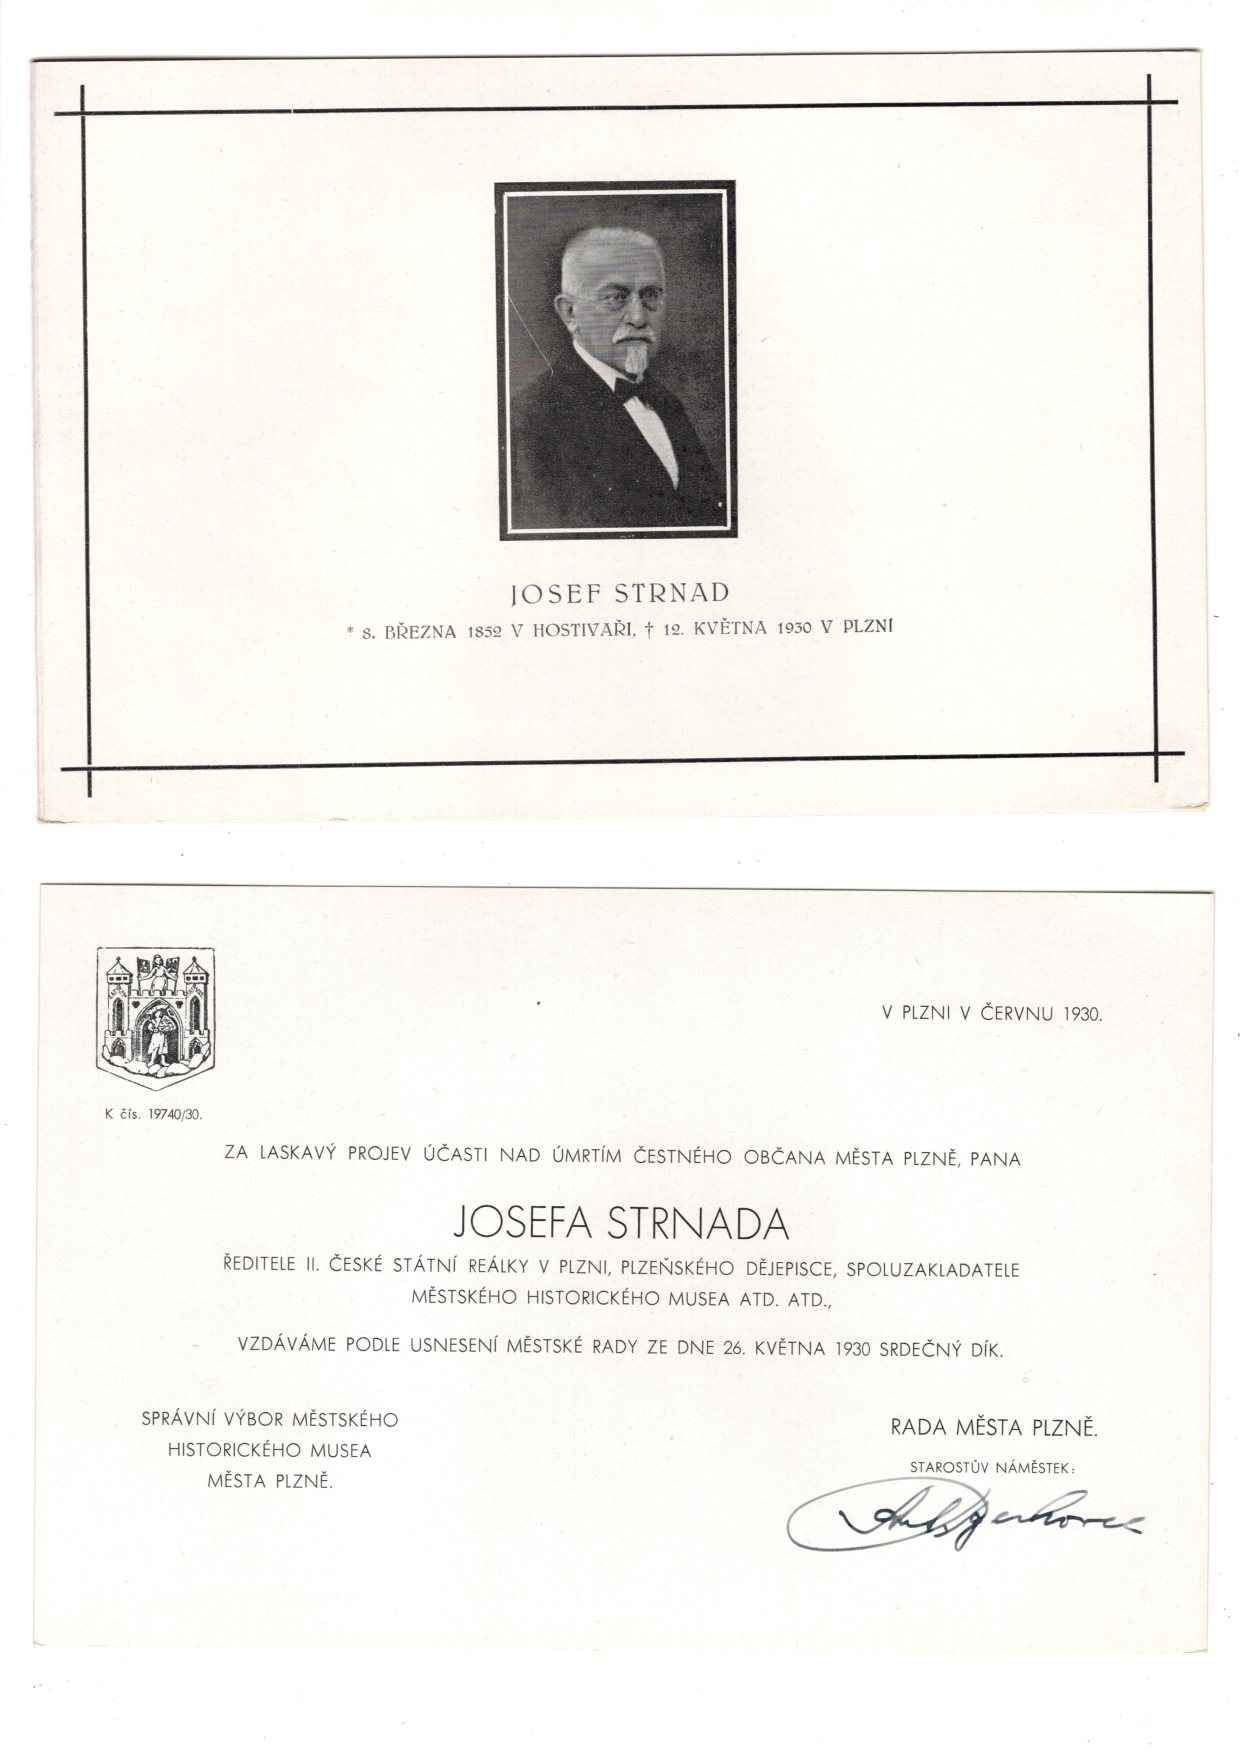 JOSEF STRNAD
* 8. BŘEZNA 1852 V HOSTIVAŘI, † 12. KVĚTNA 1930 V PLZNI
V PLZNI V ČERVNU 1930.
K čís. 19740/30.
ZA LASKAVÝ PROJEV ÚČASTI NAD ÚMRTÍM ČESTNÉHO OBČANA MĚSTA PLZNĚ, PANA
JOSEFA STRNADA
ŘEDITELE II. ČESKÉ STÁTNÍ REÁLKY V PLZNI, PLZEŇSKÉHO DĚJEPISCE, SPOLUZAKLADATELE
MĚSTSKÉHO HISTORICKÉHO MUSEA ATD. ATD.,
VZDÁVÁME PODLE USNESENÍ MĚSTSKÉ RADY ZE DNE 26. KVĚTNA 1930 SRDEČNÝ DÍK.
SPRÁVNÍ VÝBOR MĚSTSKÉHO
HISTORICKÉHO MUSEA
MĚSTA PLZNĚ.
RADA MĚSTA PLZNĚ.
STAROSTŮV NÁMĚSTEK: